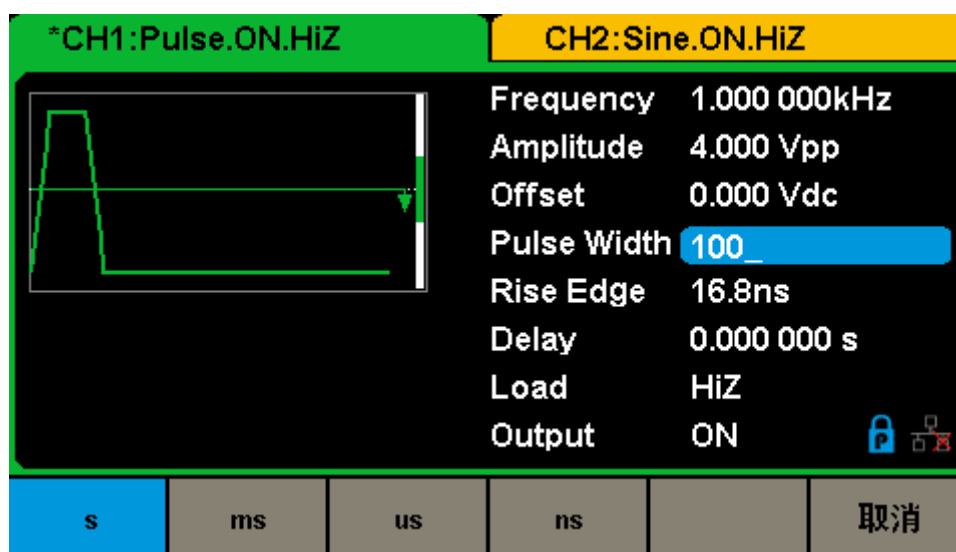 *CH1:Pulse.ON.HiZ
CH2:Sine.ON.HiZ
Frequency 1.000 000kHz
Amplitude 4.000 Vpp
Offset 0.000 Vdc
Pulse Width 100_
Rise Edge 16.8ns
Delay 0.000 000 s
Load HiZ
Output ON
P
s ms us ns 取消